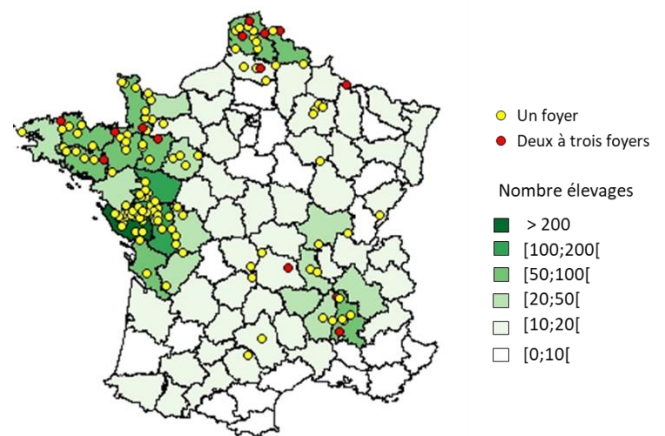 Un foyer
Deux à trois foyers
Nombre élevages
> 200
[100;200[
[50;100[
[20;50[
[10;20[
[0;10[